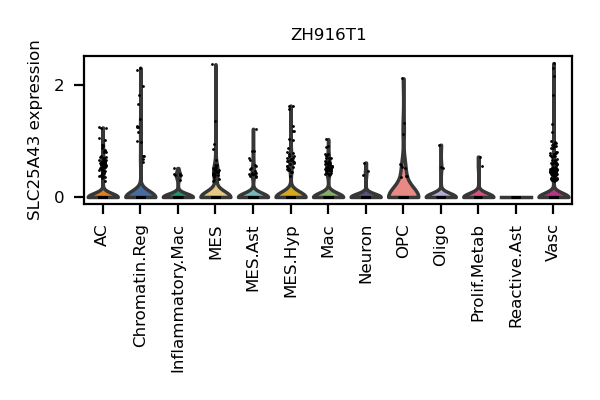 ZH916T1
SLC25A43 expression
2
0
AC
Chromatin.Reg
Inflammatory.Mac
MES
MES.Ast
MES.Hyp
Mac
Neuron
OPC
Oligo
Prolif.Metab
Reactive.Ast
Vasc